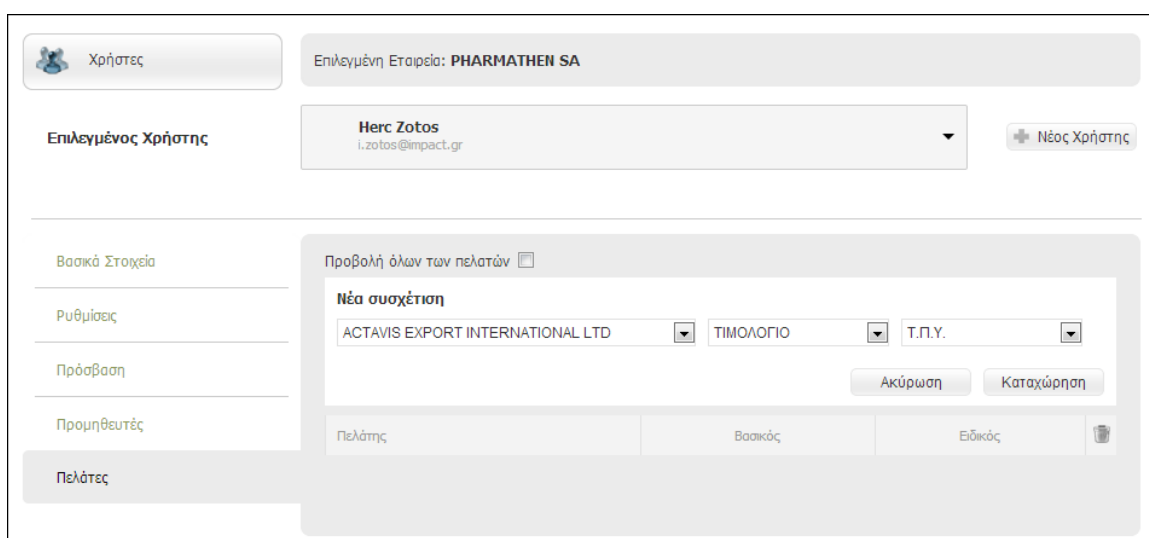 Χρήστες
Επιλεγμένη Εταιρεία: PHARMATHEN SA
Επιλεγμένος Χρήστης
Herc Zotos
i.zotos@impact.gr
Νέος Χρήστης
Βασικά Στοιχεία
Ρυθμίσεις
Πρόσβαση
Προμηθευτές
Πελάτες
Προβολή όλων των πελατών
Νέα συσχέτιση
ACTAVIS EXPORT INTERNATIONAL LTD ΤΙΜΟΛΟΓΙΟ Τ.Π.Υ.
Ακύρωση Καταχώρηση
Πελάτης Βασικός Ειδικός